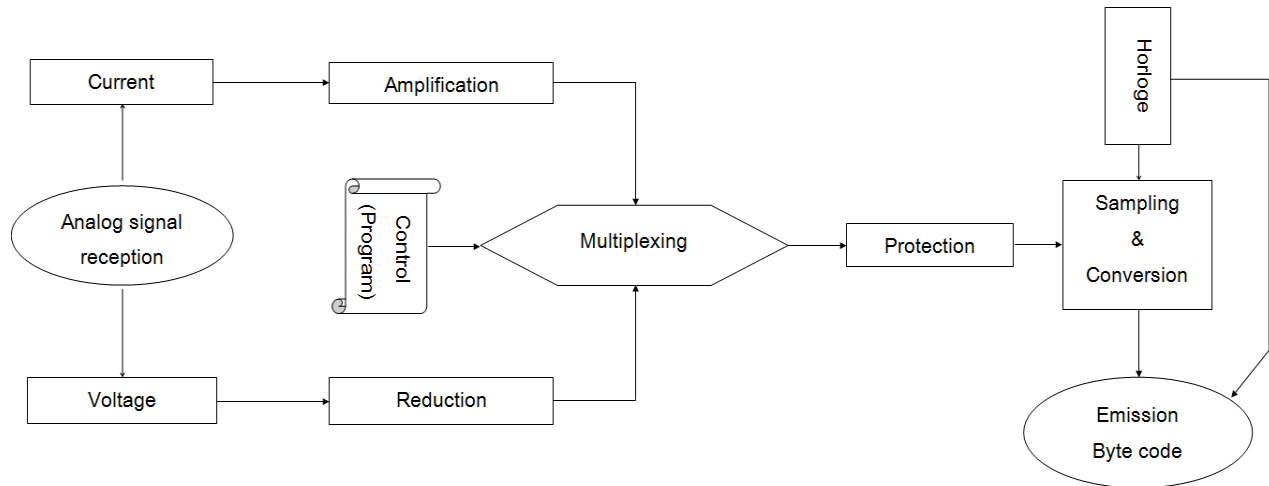 Current
Amplification
Horloge
Analog signal
reception
Control
(Program)
Multiplexing
Protection
Sampling
&
Conversion
Voltage
Reduction
Emission
Byte code